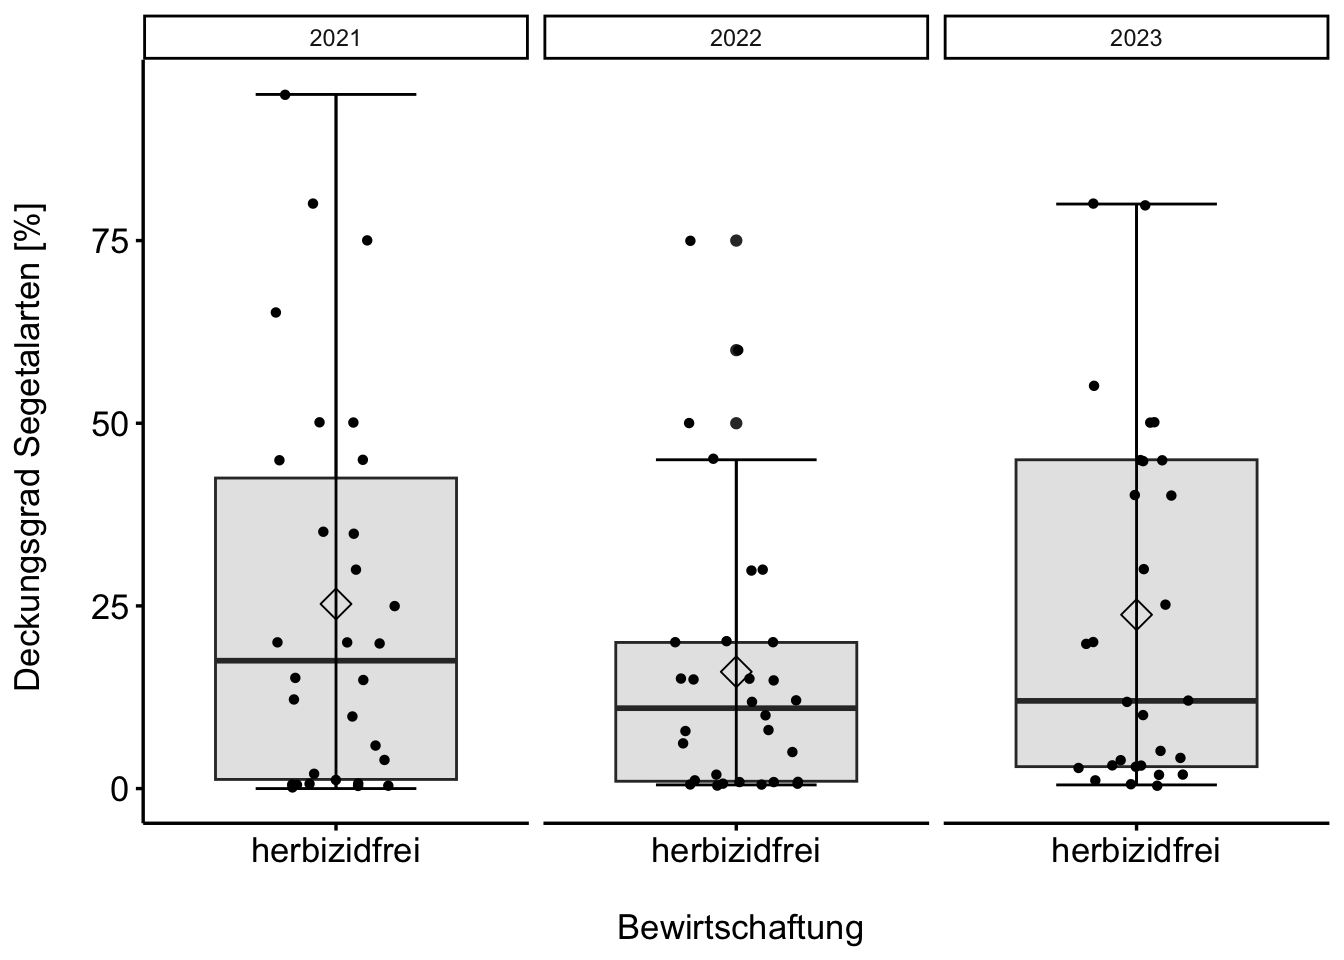 2021
2022
2023
Deckungsgrad Segetalarten [%]
75
50
25
0
herbizidfrei
herbizidfrei
herbizidfrei
Bewirtschaftung